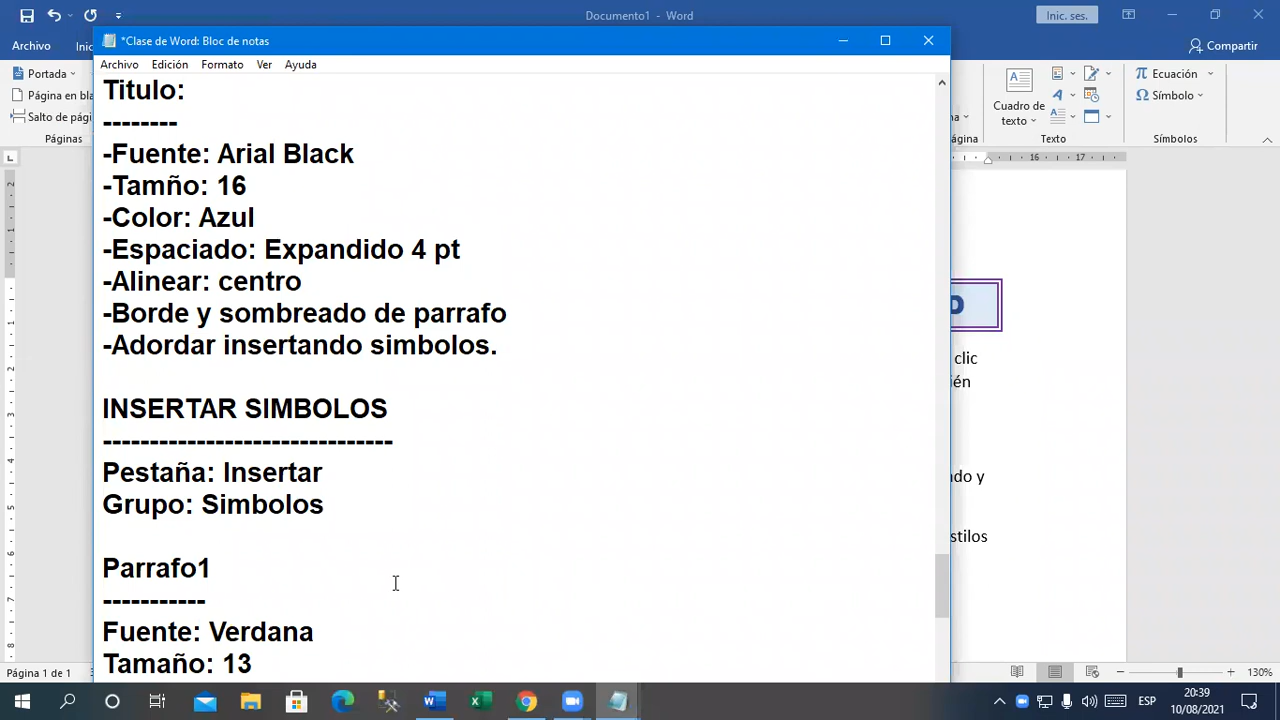 Documento1 - Word
Inic. ses.
*Clase de Word: Bloc de notas
Archivo
Compartir
Archivo Edición Formato Ver Ayuda
Portada
Página en bla
Salto de pági
Páginas
Cuadro de
texto
Texto
Ecuación
Símbolo
Símbolos
ágina
16 17
Titulo:
--------
-Fuente: Arial Black
-Tamño: 16
-Color: Azul
-Espaciado: Expandido 4 pt
-Alinear: centro
-Borde y sombreado de parrafo
-Adordar insertando simbolos.
INSERTAR SIMBOLOS
-------------------------------
Pestaña: Insertar
Grupo: Simbolos
Parrafo1
-----------
Fuente: Verdana
Tamaño: 13
clic
ién
do y
stilos
Página 1 de 1
130%
ESP
20:39
10/08/2021